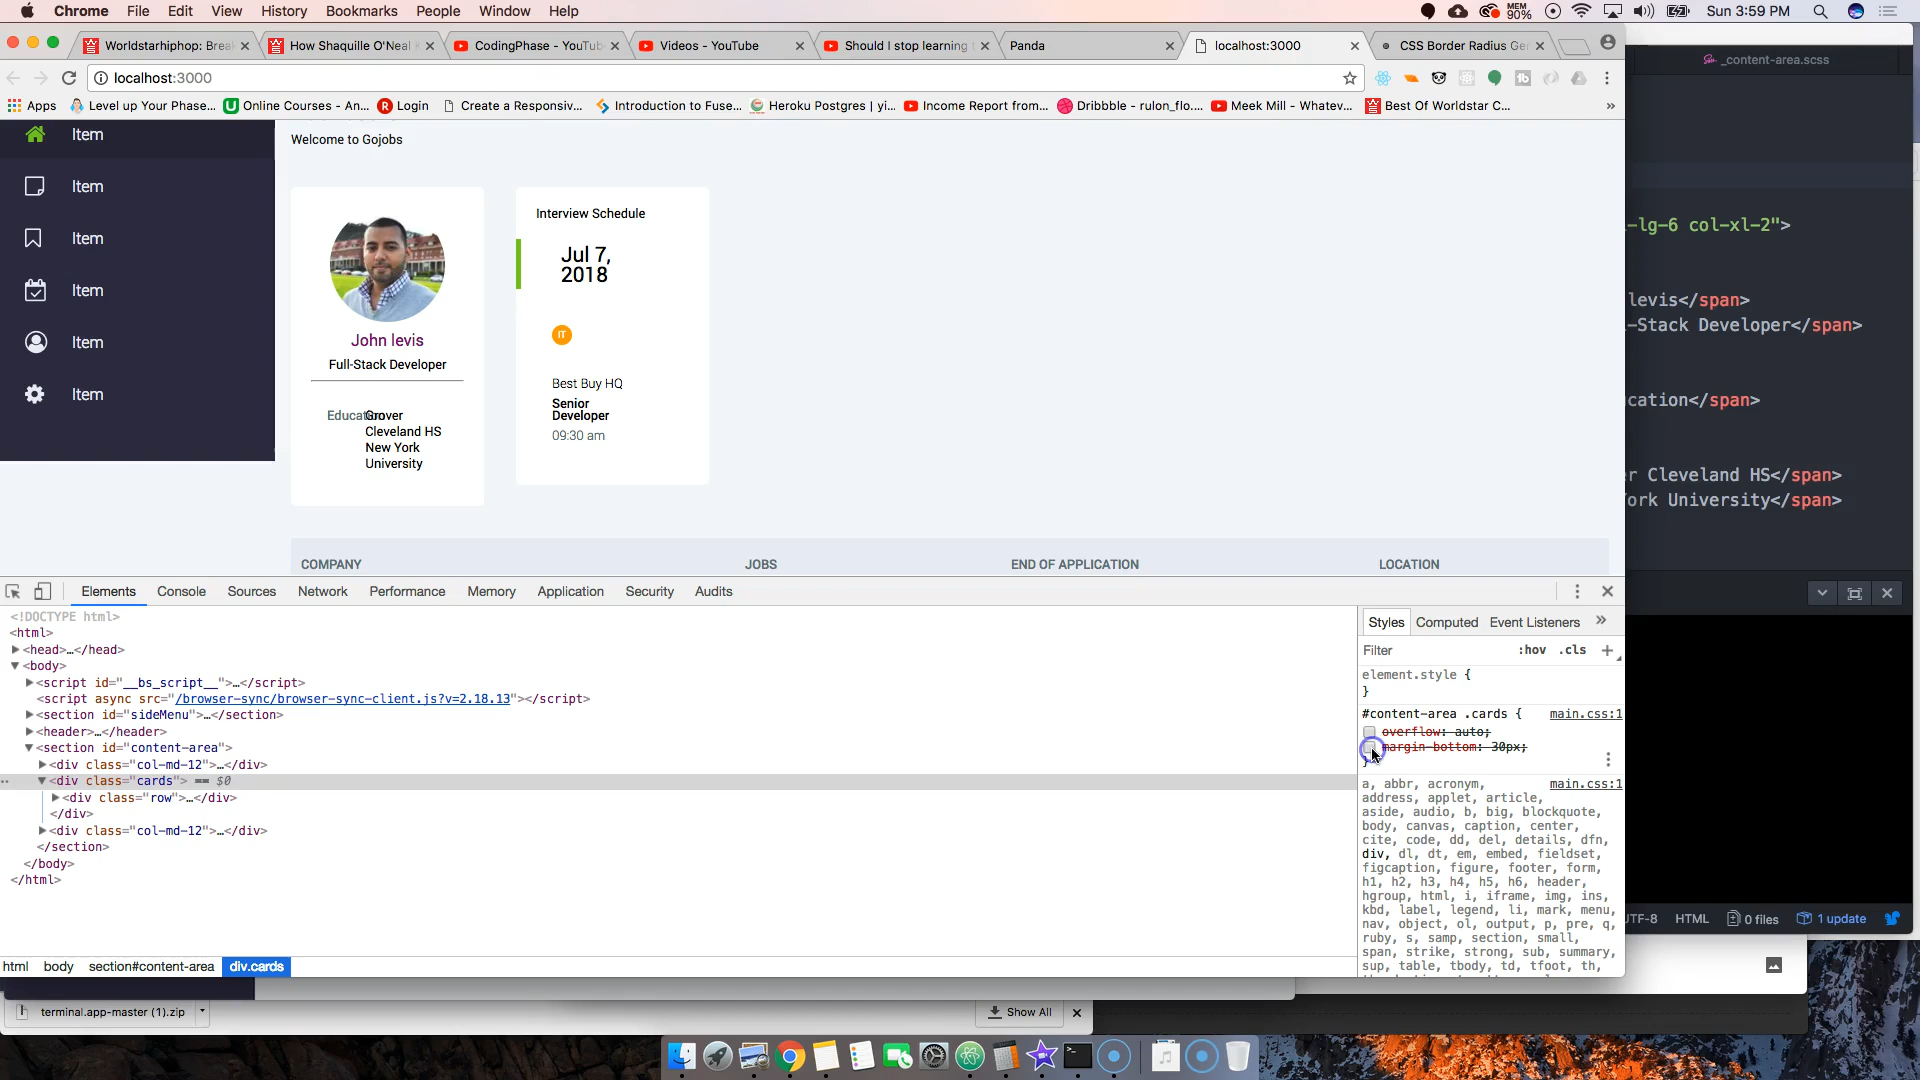 Chrome File Edit View History Bookmarks People Window Help MEM 90% Sun 3:59 PM
Worldstarhiphop: Brea How Shaquille O'Neal CodingPhase - YouTub Videos - YouTube Should I stop learning Panda localhost:3000 CSS Border Radius Ge
_content-area.scss
localhost:3000
Apps Level up Your Phase... Online Courses - An... Login Create a Responsiv... Introduction to Fuse... Heroku Postgres | yi... Income Report from... Dribbble - rulon_flo.... Meek Mill - Whatev... Best Of Worldstar C... »
Item
Item
Item
Item
Item
Item
Welcome to Gojobs
John levis
Full-Stack Developer
Education
Grover
Cleveland HS
New York
University
Interview Schedule
Jul 7,
2018
IT
Best Buy HQ
Senior
Developer
09:30 am
COMPANY JOBS END OF APPLICATION LOCATION
-lg-6 col-xl-2">
levis</span>
-Stack Developer</span>
cation</span>
r Cleveland HS</span>
ork University</span>
Elements Console Sources Network Performance Memory Application Security Audits
<!DOCTYPE html>
<html>
<head>…</head>
<body>
<script id="__bs_script__">…</script>
<script async src="/browser-sync/browser-sync-client.js?v=2.18.13"></script>
<section id="sideMenu">…</section>
<header>…</header>
<section id="content-area">
<div class="col-md-12">…</div>
<div class="cards"> == $0
<div class="row">…</div>
</div>
<div class="col-md-12">…</div>
</section>
</body>
</html>
html body section#content-area div.cards
Styles Computed Event Listeners »
Filter :hov .cls +
element.style {
}
#content-area .cards { main.css:1
overflow: auto;
margin-bottom: 30px;
}
a, abbr, acronym, main.css:1
address, applet, article,
aside, audio, b, big, blockquote,
body, canvas, caption, center,
cite, code, dd, del, details, dfn,
div, dl, dt, em, embed, fieldset,
figcaption, figure, footer, form,
h1, h2, h3, h4, h5, h6, header,
hgroup, html, i, iframe, img, ins,
kbd, label, legend, li, mark, menu,
nav, object, ol, output, p, pre, q,
ruby, s, samp, section, small,
span, strike, strong, sub, summary,
sup, table, tbody, td, tfoot, th,
UTF-8 HTML 0 files 1 update
terminal.app-master (1).zip Show All